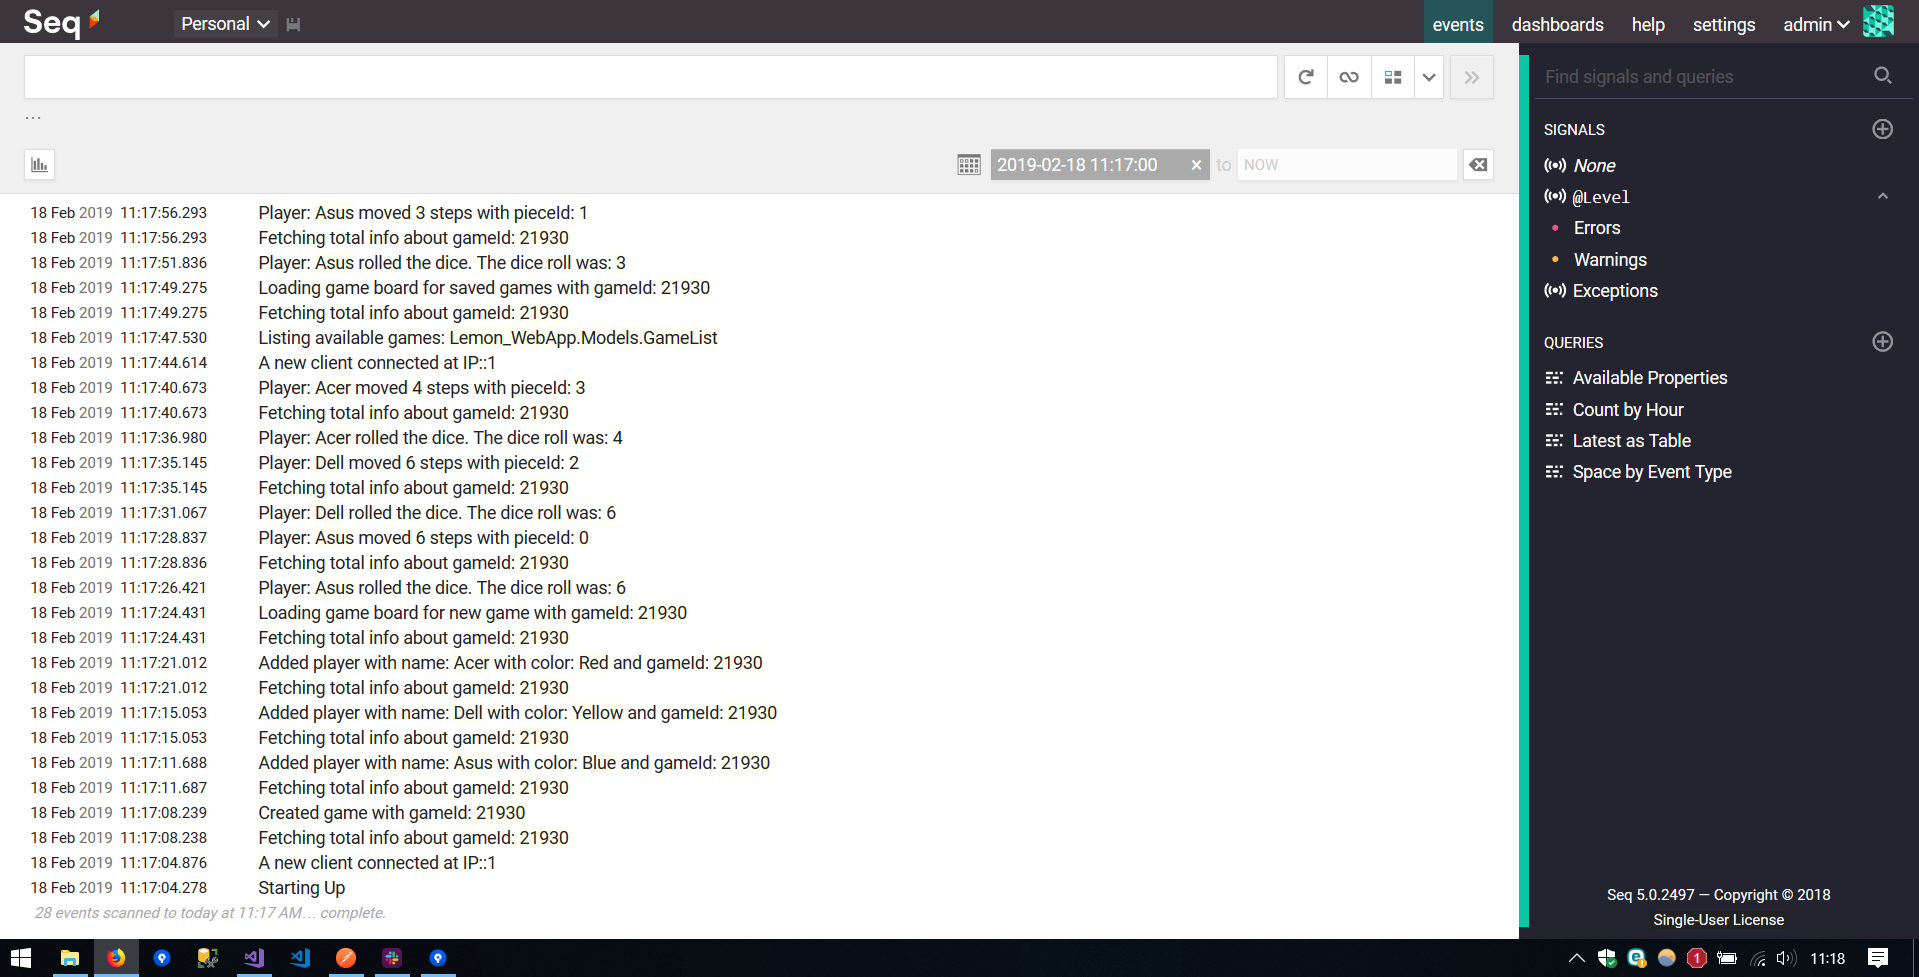 Seq
Personal
events dashboards help settings admin
...
2019-02-18 11:17:00 × to NOW
18 Feb 2019 11:17:56.293 Player: Asus moved 3 steps with pieceId: 1
18 Feb 2019 11:17:56.293 Fetching total info about gameId: 21930
18 Feb 2019 11:17:51.836 Player: Asus rolled the dice. The dice roll was: 3
18 Feb 2019 11:17:49.275 Loading game board for saved games with gameId: 21930
18 Feb 2019 11:17:49.275 Fetching total info about gameId: 21930
18 Feb 2019 11:17:47.530 Listing available games: Lemon_WebApp.Models.GameList
18 Feb 2019 11:17:44.614 A new client connected at IP::1
18 Feb 2019 11:17:40.673 Player: Acer moved 4 steps with pieceId: 3
18 Feb 2019 11:17:40.673 Fetching total info about gameId: 21930
18 Feb 2019 11:17:36.980 Player: Acer rolled the dice. The dice roll was: 4
18 Feb 2019 11:17:35.145 Player: Dell moved 6 steps with pieceId: 2
18 Feb 2019 11:17:35.145 Fetching total info about gameId: 21930
18 Feb 2019 11:17:31.067 Player: Dell rolled the dice. The dice roll was: 6
18 Feb 2019 11:17:28.837 Player: Asus moved 6 steps with pieceId: 0
18 Feb 2019 11:17:28.836 Fetching total info about gameId: 21930
18 Feb 2019 11:17:26.421 Player: Asus rolled the dice. The dice roll was: 6
18 Feb 2019 11:17:24.431 Loading game board for new game with gameId: 21930
18 Feb 2019 11:17:24.431 Fetching total info about gameId: 21930
18 Feb 2019 11:17:21.012 Added player with name: Acer with color: Red and gameId: 21930
18 Feb 2019 11:17:21.012 Fetching total info about gameId: 21930
18 Feb 2019 11:17:15.053 Added player with name: Dell with color: Yellow and gameId: 21930
18 Feb 2019 11:17:15.053 Fetching total info about gameId: 21930
18 Feb 2019 11:17:11.688 Added player with name: Asus with color: Blue and gameId: 21930
18 Feb 2019 11:17:11.687 Fetching total info about gameId: 21930
18 Feb 2019 11:17:08.239 Created game with gameId: 21930
18 Feb 2019 11:17:08.238 Fetching total info about gameId: 21930
18 Feb 2019 11:17:04.876 A new client connected at IP::1
18 Feb 2019 11:17:04.278 Starting Up
28 events scanned to today at 11:17 AM... complete.
Find signals and queries
SIGNALS
None
@Level
Errors
Warnings
Exceptions
QUERIES
Available Properties
Count by Hour
Latest as Table
Space by Event Type
Seq 5.0.2497 — Copyright © 2018
Single-User License
1
11:18